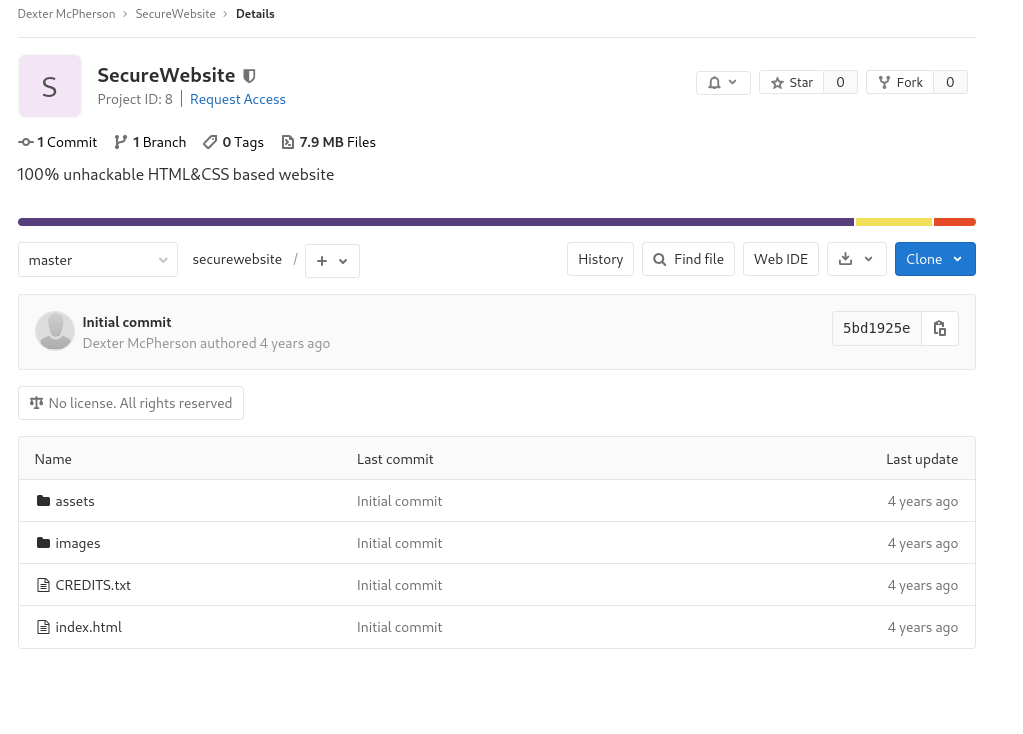 Dexter McPherson › SecureWebsite › Details
S
SecureWebsite
Project ID: 8 | Request Access
Star 0
Fork 0
1 Commit 1 Branch 0 Tags 7.9 MB Files
100% unhackable HTML&CSS based website
master
securewebsite / +
History Find file Web IDE Clone
Initial commit
Dexter McPherson authored 4 years ago
5bd1925e
No license. All rights reserved
Name Last commit Last update
assets Initial commit 4 years ago
images Initial commit 4 years ago
CREDITS.txt Initial commit 4 years ago
index.html Initial commit 4 years ago